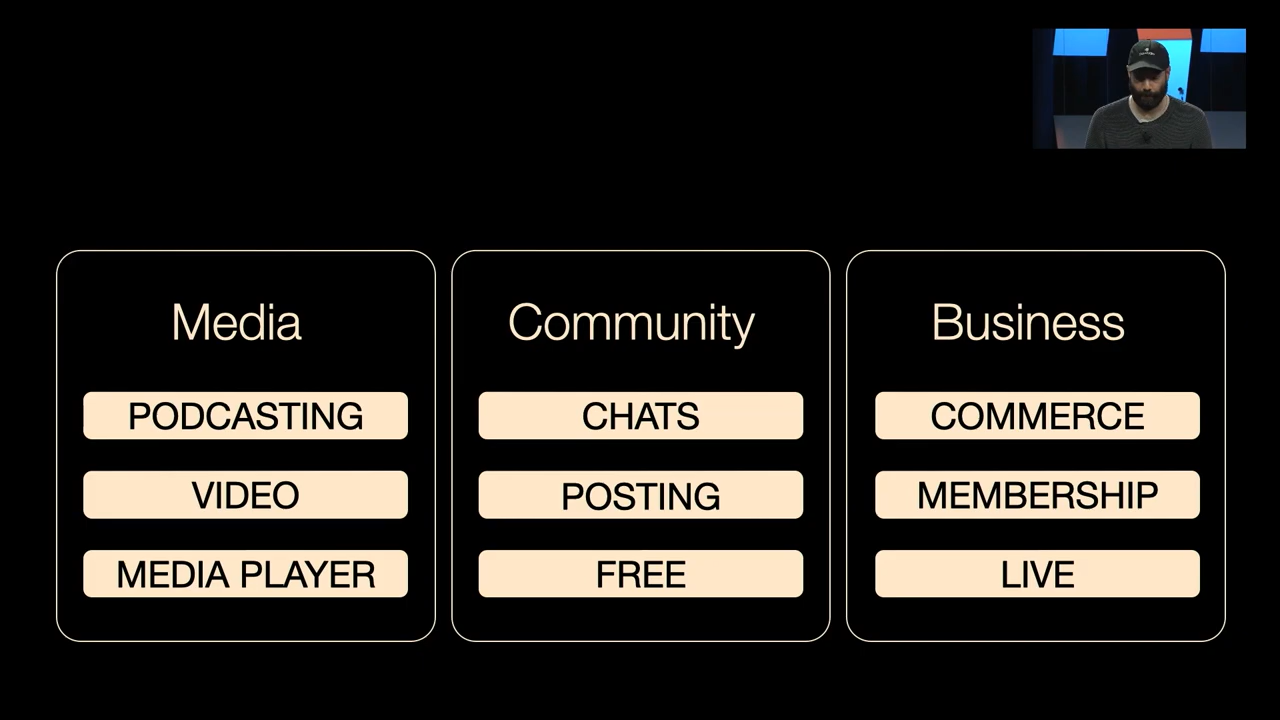 Media
PODCASTING
VIDEO
MEDIA PLAYER
Community
CHATS
POSTING
FREE
Business
COMMERCE
MEMBERSHIP
LIVE